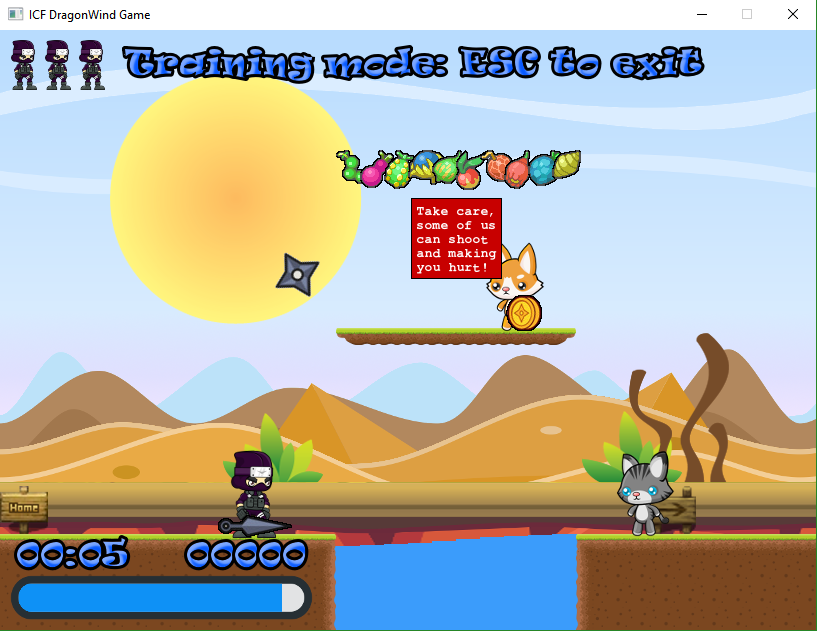 ICF DragonWind Game
Training mode: ESC to exit
Take care,
some of us
can shoot
and making
you hurt!
Home
00:05 00000